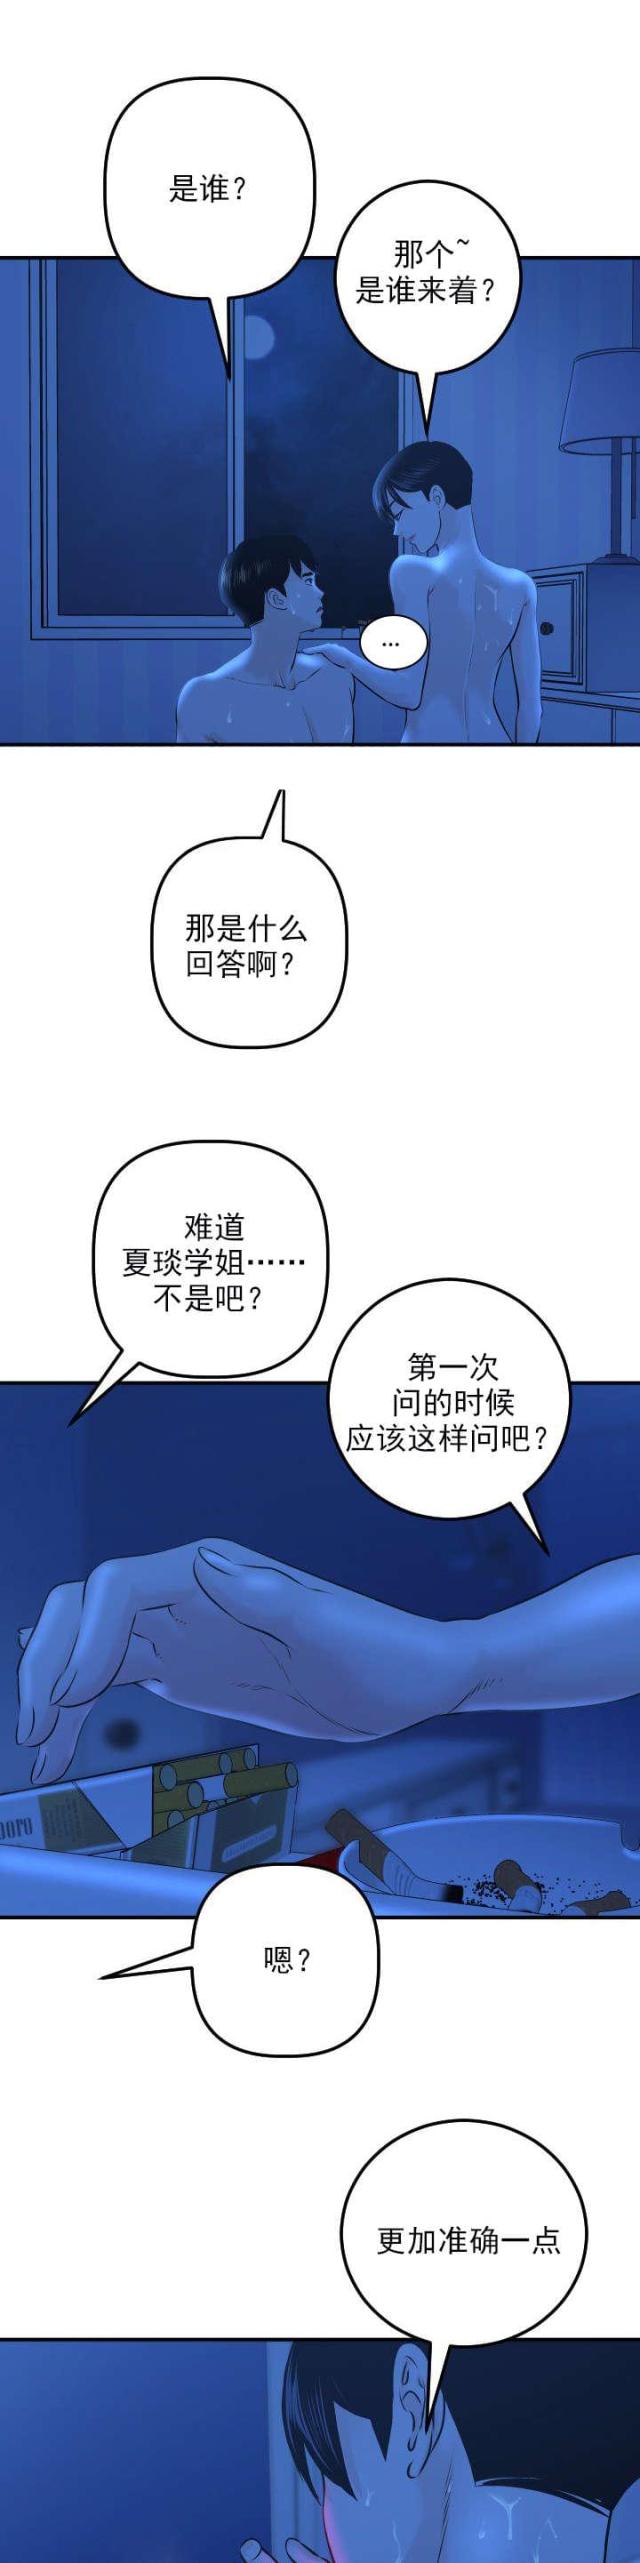 是谁？
那个~
是谁来着？
...
那是什么
回答啊？
难道
夏琰学姐……
不是吧？
第一次
问的时候
应该这样问吧？
嗯？
更加准确一点